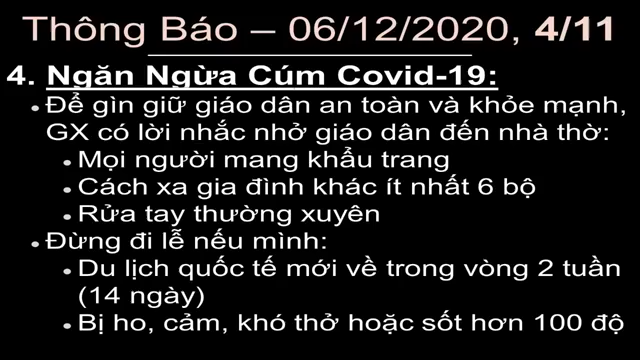 Thông Báo – 06/12/2020, 4/11
4. Ngăn Ngừa Cúm Covid-19:
• Để gìn giữ giáo dân an toàn và khỏe mạnh,
GX có lời nhắc nhở giáo dân đến nhà thờ:
• Mọi người mang khẩu trang
• Cách xa gia đình khác ít nhất 6 bộ
• Rửa tay thường xuyên
• Đừng đi lễ nếu mình:
• Du lịch quốc tế mới về trong vòng 2 tuần
(14 ngày)
• Bị ho, cảm, khó thở hoặc sốt hơn 100 độ